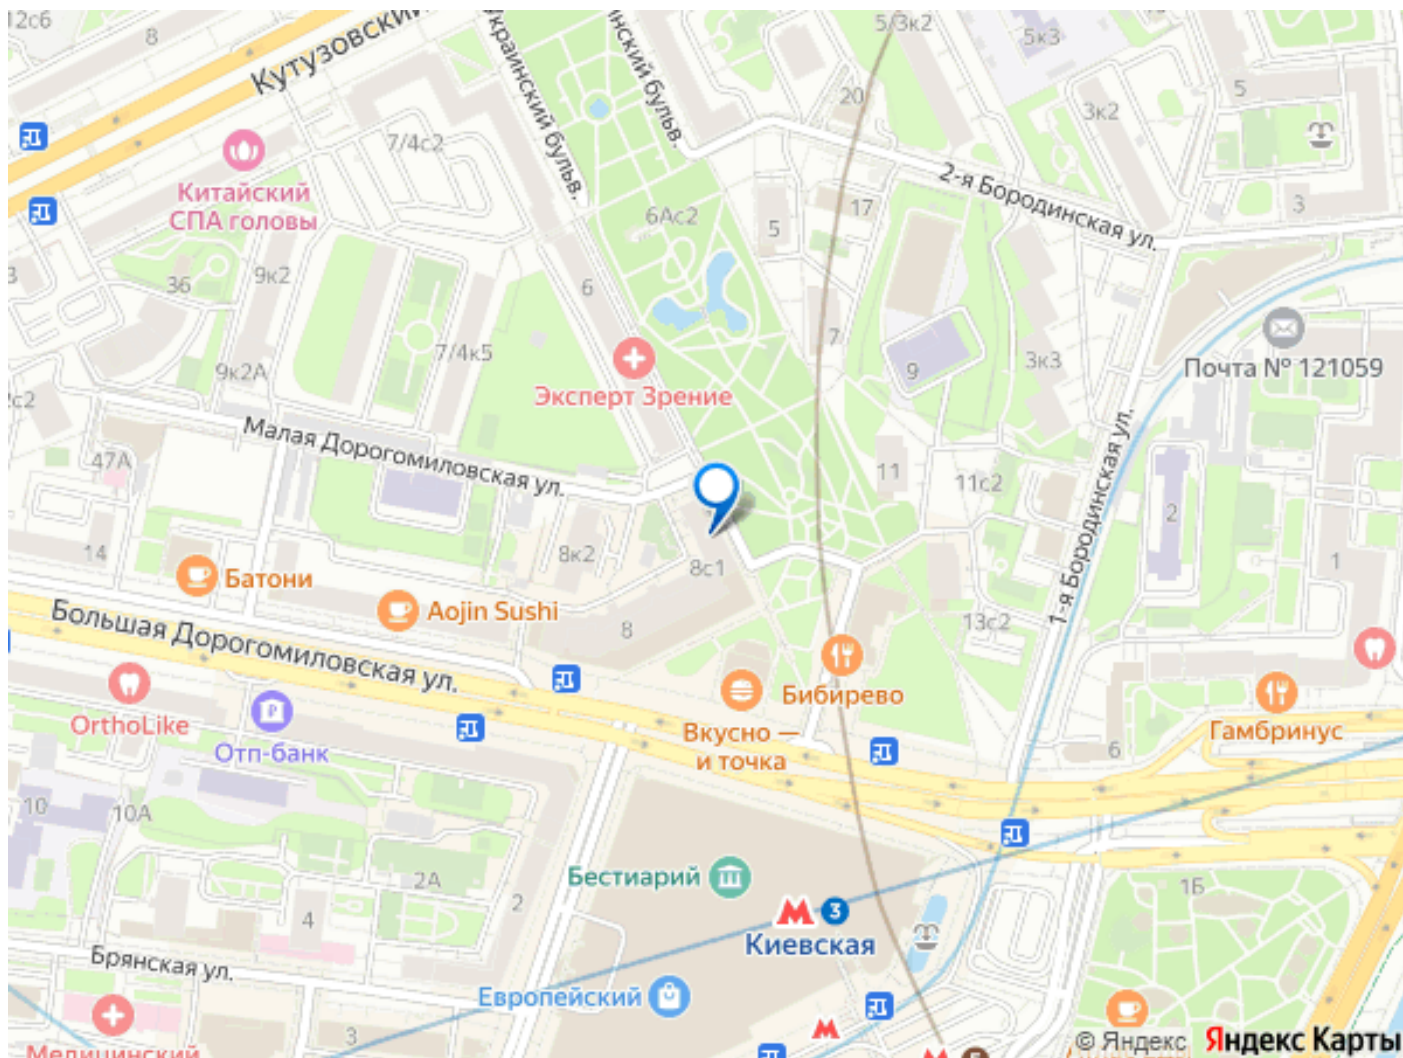 12с6
8
Кутузовский
Украинский бульв.
инский бульв.
5/3к2
5к3
5
20
3к2
7/4с2
Китайский
СПА головы
2-я Бородинская ул.
6Ас2
17
5
3
3
36
9к2
6
7
7/4к5
9к2А
9
3к3
Почта № 121059
Эксперт Зрение
2с2
Малая Дорогомиловская ул.
47А
11
11с2
1-я Бородинская ул.
2
1
14
8к2
8с1
Батони
Aojin Sushi
Большая Дорогомиловская ул.
8
13с2
Бибирево
OrthoLike
Отп-банк
Вкусно —
и точка
Гамбринус
6
10
10А
2А
2
4
Бестиарий
1Б
3
Киевская
Брянская ул.
Европейский
3
Медицинский
© Яндекс Яндекс Карты